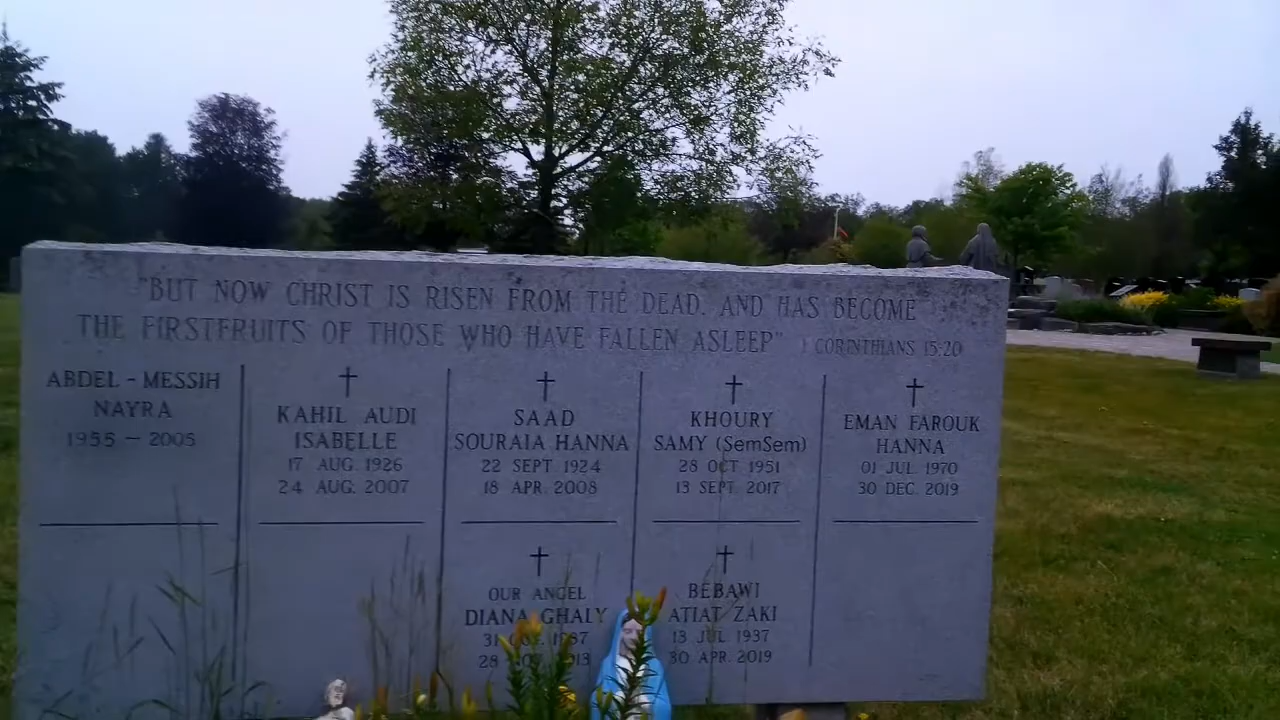 "BUT NOW CHRIST IS RISEN FROM THE DEAD, AND HAS BECOME
THE FIRSTFRUITS OF THOSE WHO HAVE FALLEN ASLEEP" I CORINTHIANS 15:20
ABDEL - MESSIH
NAYRA
1955 - 2005
KAHIL AUDI
ISABELLE
17 AUG. 1926
24 AUG. 2007
SAAD
SOURAIA HANNA
22 SEPT 1924
18 APR. 2008
KHOURY
SAMY (SemSem)
28 OCT 1951
13 SEPT. 2017
EMAN FAROUK
HANNA
01 JUL. 1970
30 DEC. 2019
OUR ANGEL
DIANA GHALY
BEBAWI
ATIAT ZAKI
13 JUL. 1937
30 APR. 2019